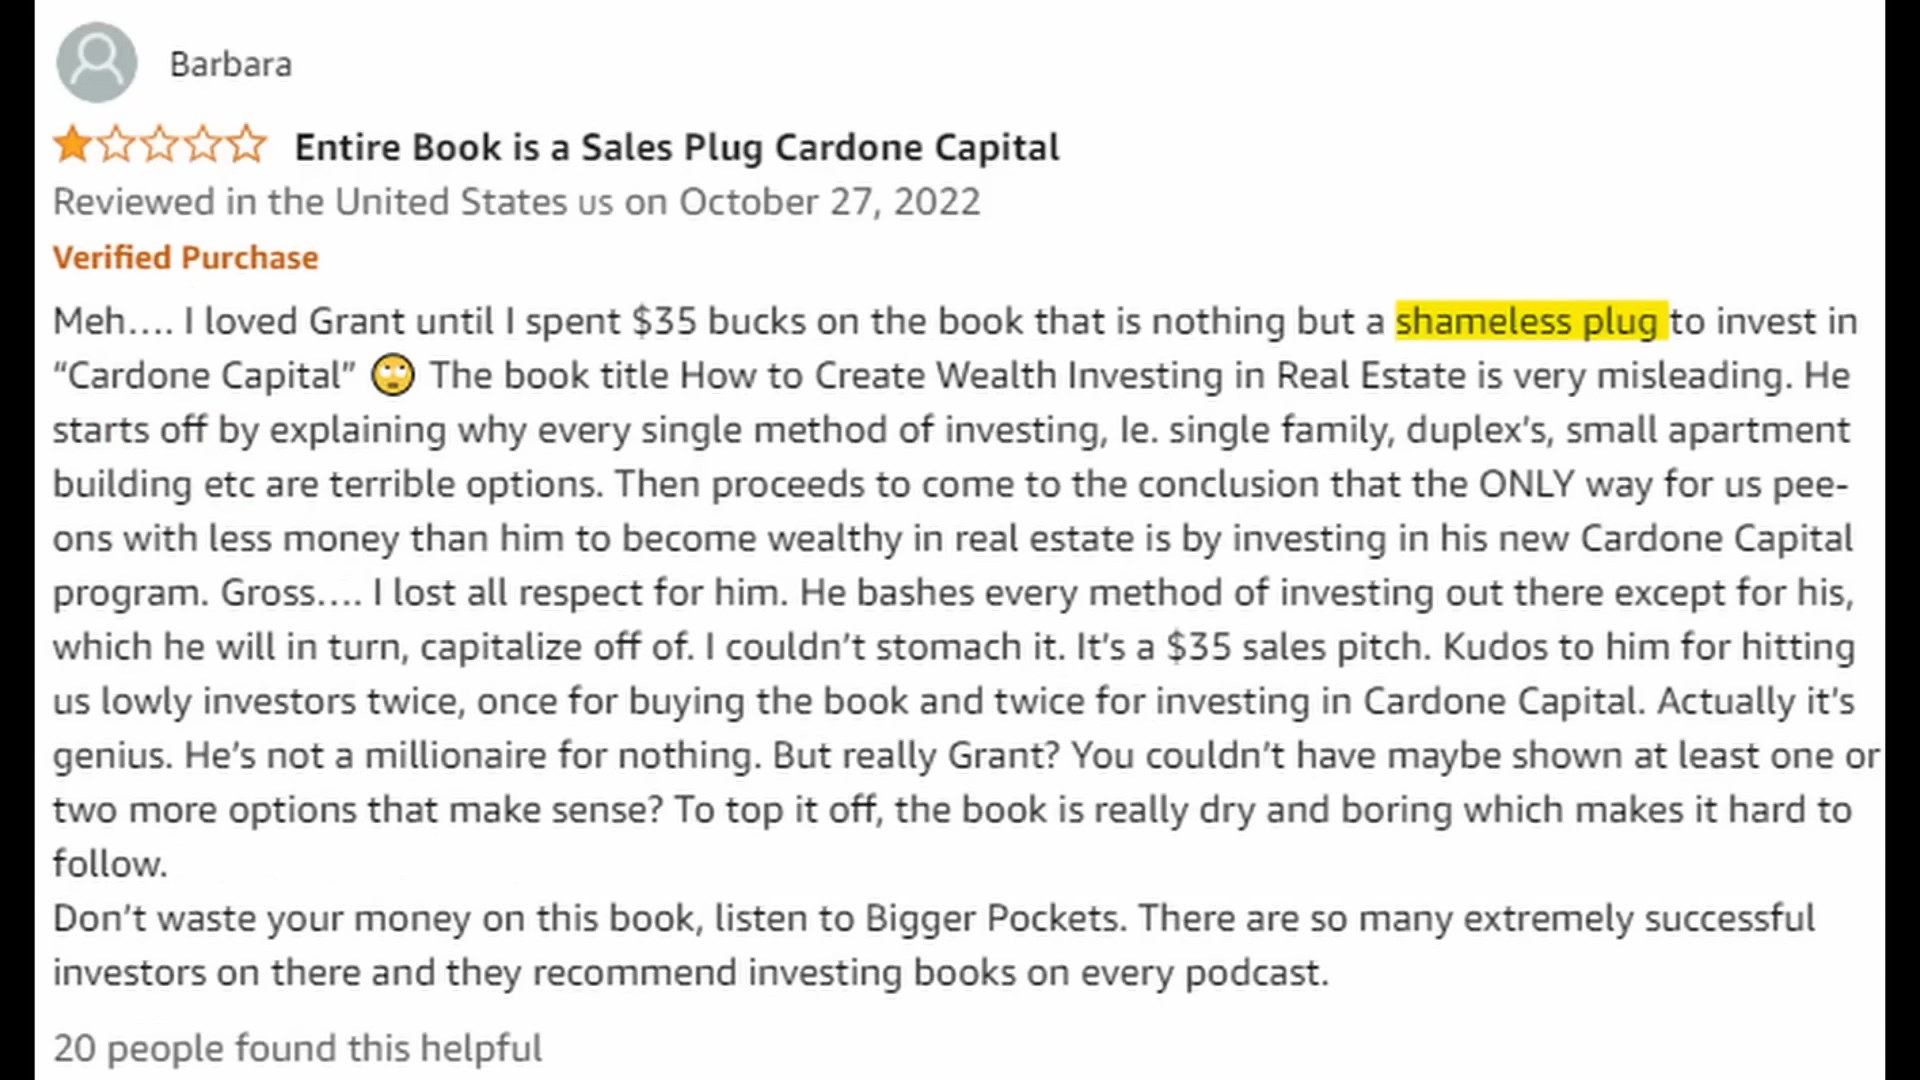 Barbara
Entire Book is a Sales Plug Cardone Capital
Reviewed in the United States us on October 27, 2022
Verified Purchase
Meh.... I loved Grant until I spent $35 bucks on the book that is nothing but a shameless plug to invest in
“Cardone Capital” 🙄 The book title How to Create Wealth Investing in Real Estate is very misleading. He
starts off by explaining why every single method of investing, Ie. single family, duplex’s, small apartment
building etc are terrible options. Then proceeds to come to the conclusion that the ONLY way for us pee-
ons with less money than him to become wealthy in real estate is by investing in his new Cardone Capital
program. Gross.... I lost all respect for him. He bashes every method of investing out there except for his,
which he will in turn, capitalize off of. I couldn’t stomach it. It’s a $35 sales pitch. Kudos to him for hitting
us lowly investors twice, once for buying the book and twice for investing in Cardone Capital. Actually it’s
genius. He’s not a millionaire for nothing. But really Grant? You couldn’t have maybe shown at least one or
two more options that make sense? To top it off, the book is really dry and boring which makes it hard to
follow.
Don’t waste your money on this book, listen to Bigger Pockets. There are so many extremely successful
investors on there and they recommend investing books on every podcast.
20 people found this helpful